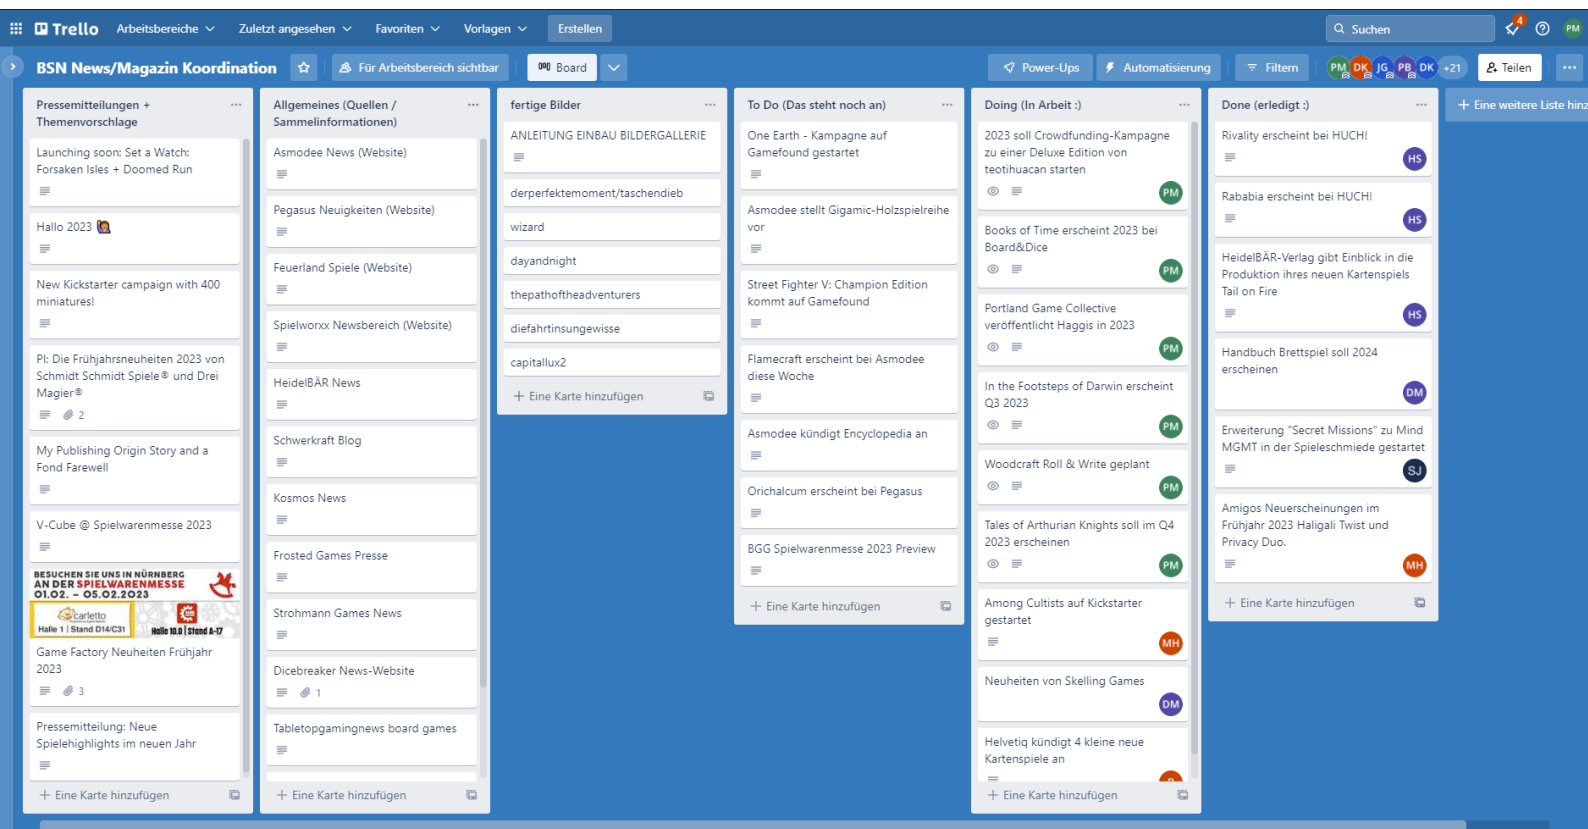 Trello
Arbeitsbereiche
Zuletzt angesehen
Favoriten
Vorlagen
Erstellen
Suchen
4
PM
BSN News/Magazin Koordination
Für Arbeitsbereich sichtbar
Board
Power-Ups
Automatisierung
Filtern
PM DK JG PB DK +21
Teilen
Pressemitteilungen +
Themenvorschlage
Launching soon: Set a Watch:
Forsaken Isles + Doomed Run
Hallo 2023
New Kickstarter campaign with 400
miniatures!
PI: Die Frühjahrsneuheiten 2023 von
Schmidt Schmidt Spiele® und Drei
Magier®
2
My Publishing Origin Story and a
Fond Farewell
V-Cube @ Spielwarenmesse 2023
BESUCHEN SIE UNS IN NÜRNBERG
AN DER SPIELWARENMESSE
01.02. – 05.02.2023
carletto
Halle 1 | Stand D14/C31
Halle 10.0 | Stand A-17
Game Factory Neuheiten Frühjahr
2023
3
Pressemitteilung: Neue
Spielehighlights im neuen Jahr
+ Eine Karte hinzufügen
Allgemeines (Quellen /
Sammelinformationen)
Asmodee News (Website)
Pegasus Neuigkeiten (Website)
Feuerland Spiele (Website)
Spielworxx Newsbereich (Website)
HeidelBÄR News
Schwerkraft Blog
Kosmos News
Frosted Games Presse
Strohmann Games News
Dicebreaker News-Website
1
Tabletopgamingnews board games
+ Eine Karte hinzufügen
fertige Bilder
ANLEITUNG EINBAU BILDERGALLERIE
derperfektemoment/taschendieb
wizard
dayandnight
thepathoftheadventurers
diefahrtinsungewisse
capitallux2
+ Eine Karte hinzufügen
To Do (Das steht noch an)
One Earth - Kampagne auf
Gamefound gestartet
Asmodee stellt Gigamic-Holzspielreihe
vor
Street Fighter V: Champion Edition
kommt auf Gamefound
Flamecraft erscheint bei Asmodee
diese Woche
Asmodee kündigt Encyclopedia an
Orichalcum erscheint bei Pegasus
BGG Spielwarenmesse 2023 Preview
+ Eine Karte hinzufügen
Doing (In Arbeit :)
2023 soll Crowdfunding-Kampagne
zu einer Deluxe Edition von
teotihuacan starten
PM
Books of Time erscheint 2023 bei
Board&Dice
PM
Portland Game Collective
veröffentlicht Haggis in 2023
PM
In the Footsteps of Darwin erscheint
Q3 2023
PM
Woodcraft Roll & Write geplant
PM
Tales of Arthurian Knights soll im Q4
2023 erscheinen
PM
Among Cultists auf Kickstarter
gestartet
MH
Neuheiten von Skelling Games
DM
Helvetiq kündigt 4 kleine neue
Kartenspiele an
+ Eine Karte hinzufügen
Done (erledigt :)
Rivality erscheint bei HUCH!
HS
Rababia erscheint bei HUCH!
HS
HeidelBÄR-Verlag gibt Einblick in die
Produktion ihres neuen Kartenspiels
Tail on Fire
HS
Handbuch Brettspiel soll 2024
erscheinen
DM
Erweiterung "Secret Missions" zu Mind
MGMT in der Spieleschmiede gestartet
SJ
Amigos Neuerscheinungen im
Frühjahr 2023 Haligali Twist und
Privacy Duo.
MH
+ Eine Karte hinzufügen
+ Eine weitere Liste hinz